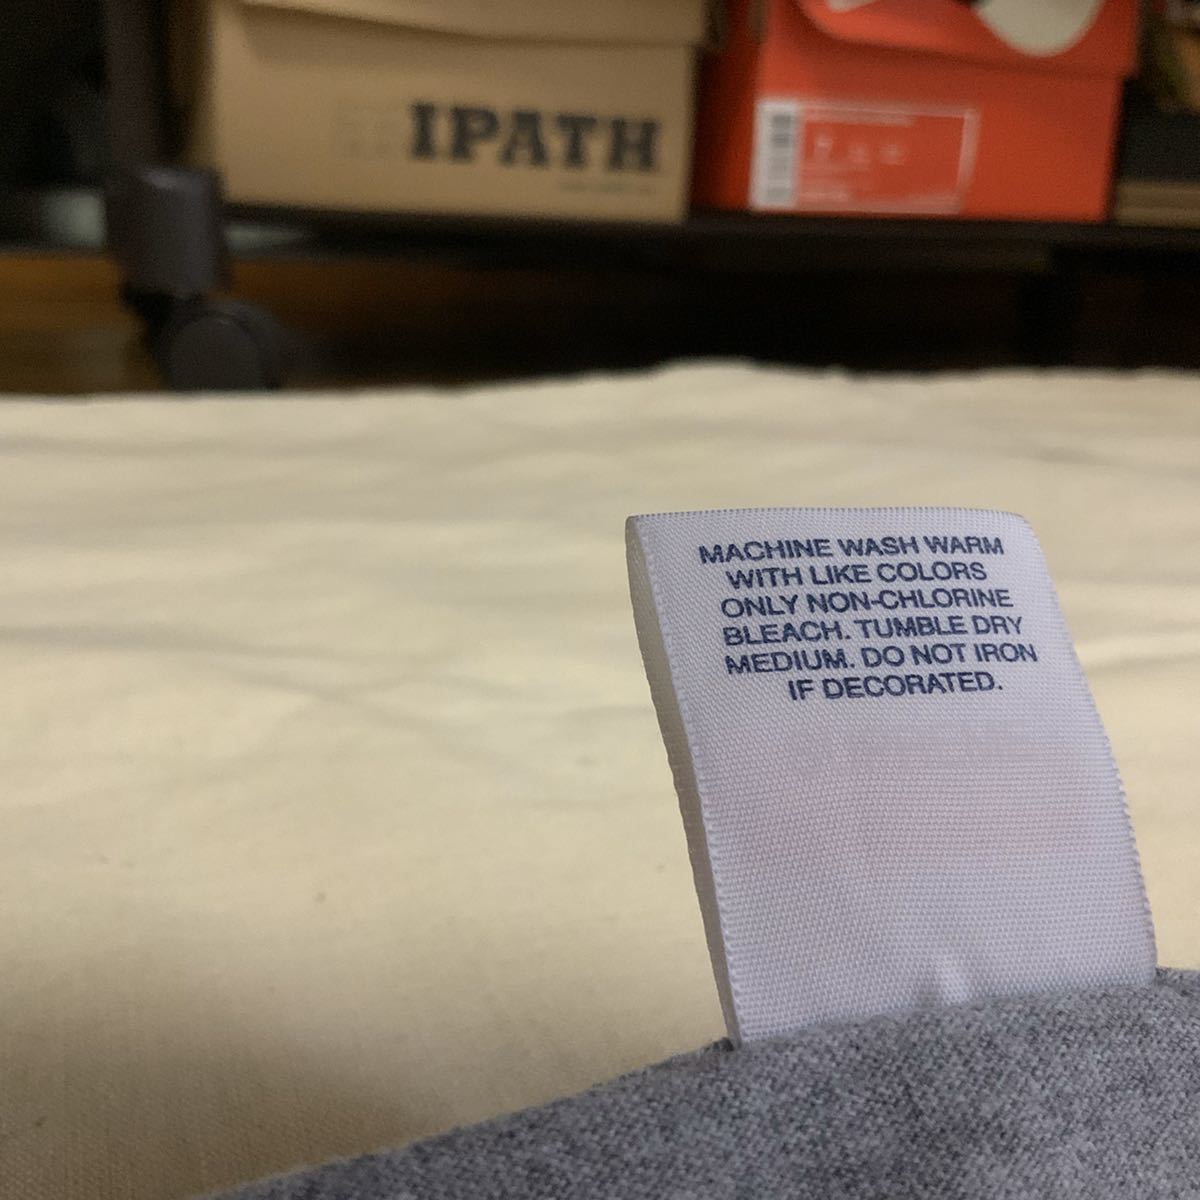 IPATH
MACHINE WASH WARM
WITH LIKE COLORS
ONLY NON-CHLORINE
BLEACH. TUMBLE DRY
MEDIUM. DO NOT IRON
IF DECORATED.